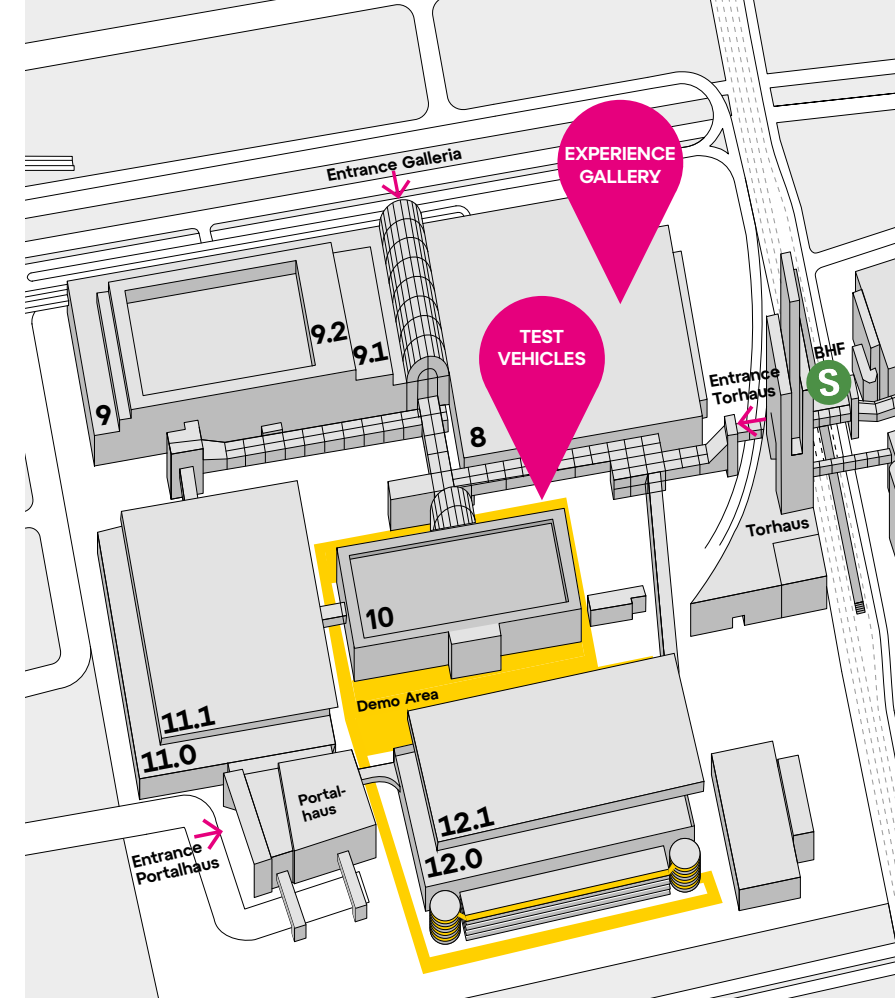 Entrance Galleria
EXPERIENCE
GALLERY
9.2
9.1
9
TEST
VEHICLES
8
BHF
S
Entrance
Torhaus
Torhaus
10
Demo Area
11.1
11.0
Portal-
haus
12.1
12.0
Entrance
Portalhaus